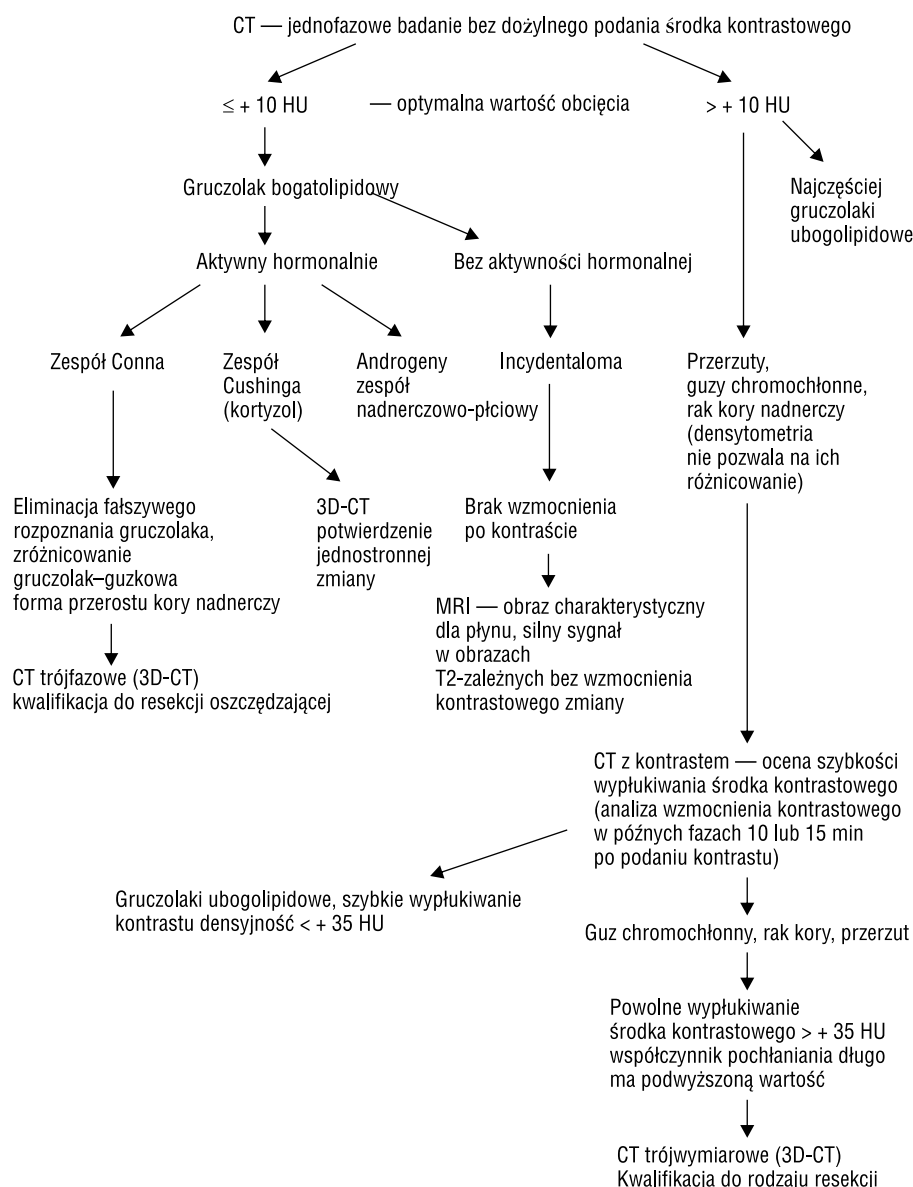 CT — jednofazowe badanie bez dożylnego podania środka kontrastowego
≤ + 10 HU
— optymalna wartość obcięcia
> + 10 HU
Gruczolak bogatolipidowy
Najczęściej
gruczolaki
ubogolipidowe
Aktywny hormonalnie
Bez aktywności hormonalnej
Zespół Conna
Zespół
Cushinga
(kortyzol)
Androgeny
zespół
nadnerczowo-płciowy
Incydentaloma
Przerzuty,
guzy chromochłonne,
rak kory nadnerczy
(densytometria
nie pozwala na ich
różnicowanie)
Eliminacja fałszywego
rozpoznania gruczolaka,
zróżnicowanie
gruczolak–guzkowa
forma przerostu kory nadnerczy
3D-CT
potwierdzenie
jednostronnej
zmiany
Brak wzmocnienia
po kontraście
MRI — obraz charakterystyczny
dla płynu, silny sygnał
w obrazach
T2-zależnych bez wzmocnienia
kontrastowego zmiany
CT trójfazowe (3D-CT)
kwalifikacja do resekcji oszczędzającej
CT z kontrastem — ocena szybkości
wypłukiwania środka kontrastowego
(analiza wzmocnienia kontrastowego
w późnych fazach 10 lub 15 min
po podaniu kontrastu)
Gruczolaki ubogolipidowe, szybkie wypłukiwanie
kontrastu densyjność < + 35 HU
Guz chromochłonny, rak kory, przerzut
Powolne wypłukiwanie
środka kontrastowego > + 35 HU
współczynnik pochłaniania długo
ma podwyższoną wartość
CT trójwymiarowe (3D-CT)
Kwalifikacja do rodzaju resekcji